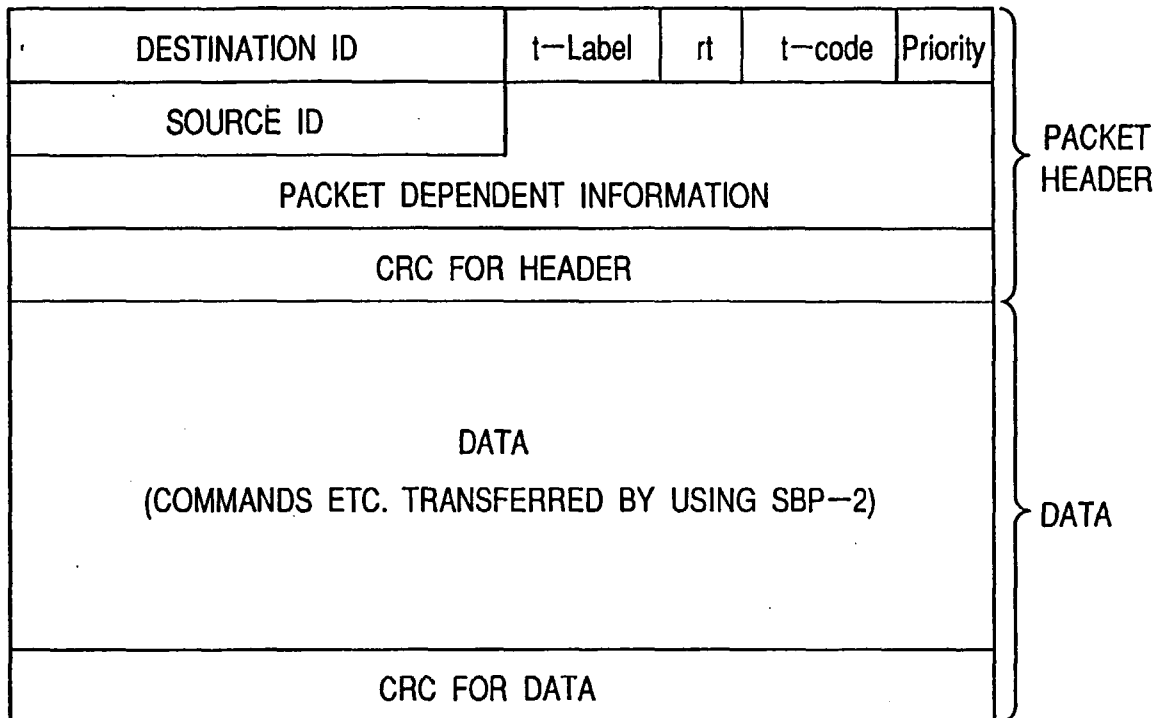 DESTINATION ID t-Label rt t-code Priority
SOURCE ID
PACKET DEPENDENT INFORMATION
CRC FOR HEADER
PACKET
HEADER
DATA
(COMMANDS ETC. TRANSFERRED BY USING SBP-2)
DATA
CRC FOR DATA